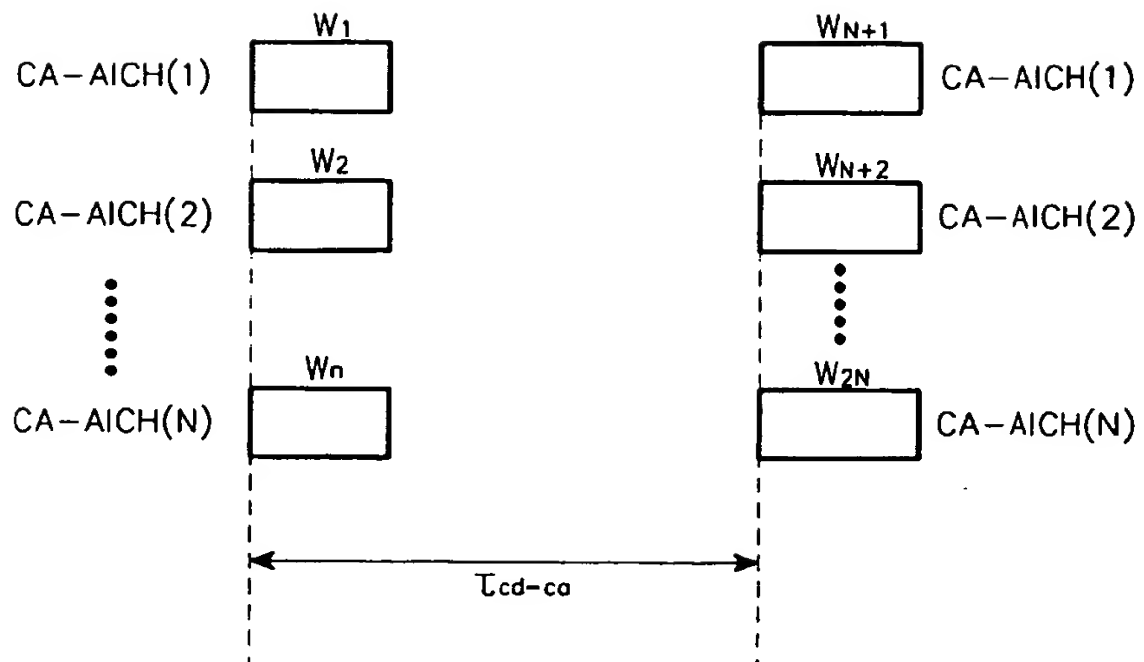 W1 WN+1
CA-AICH(1) CA-AICH(1)
W2 WN+2
CA-AICH(2) CA-AICH(2)
Wn W2N
CA-AICH(N) CA-AICH(N)
τcd-ca